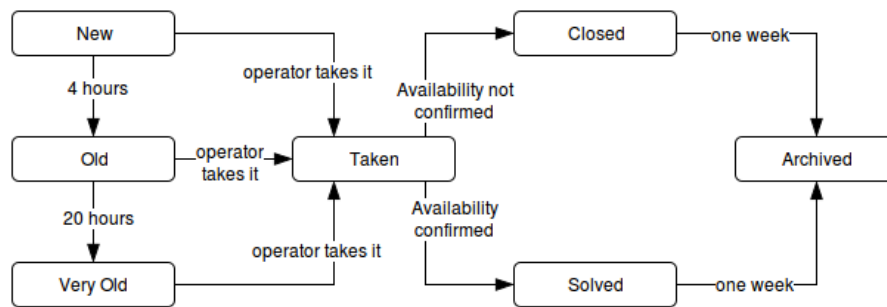 New
Closed
one week
operator takes it
4 hours
Availability not
confirmed
Old
operator
takes it
Taken
Archived
20 hours
Availability
confirmed
operator takes it
Very Old
Solved
one week